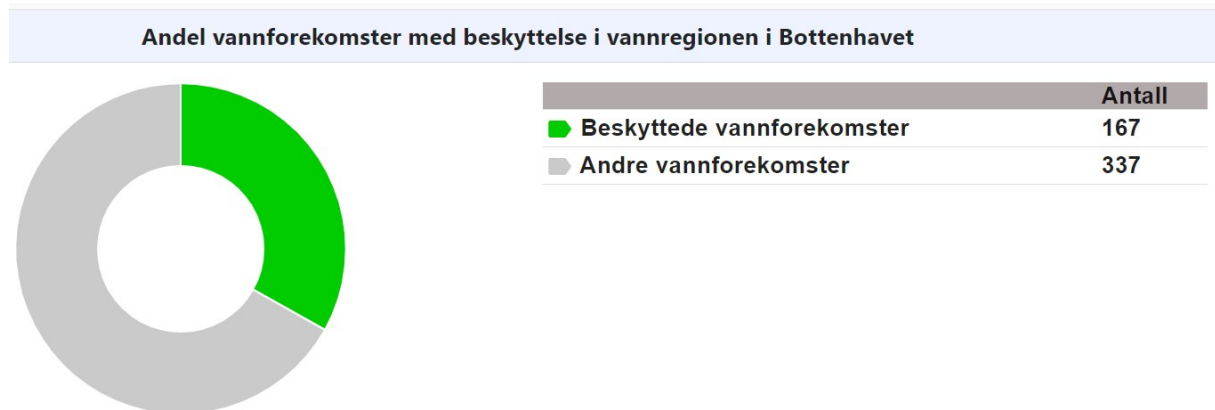 Andel vannforekomster med beskyttelse i vannregionen i Bottenhavet
Antall
Beskyttede vannforekomster 167
Andre vannforekomster 337